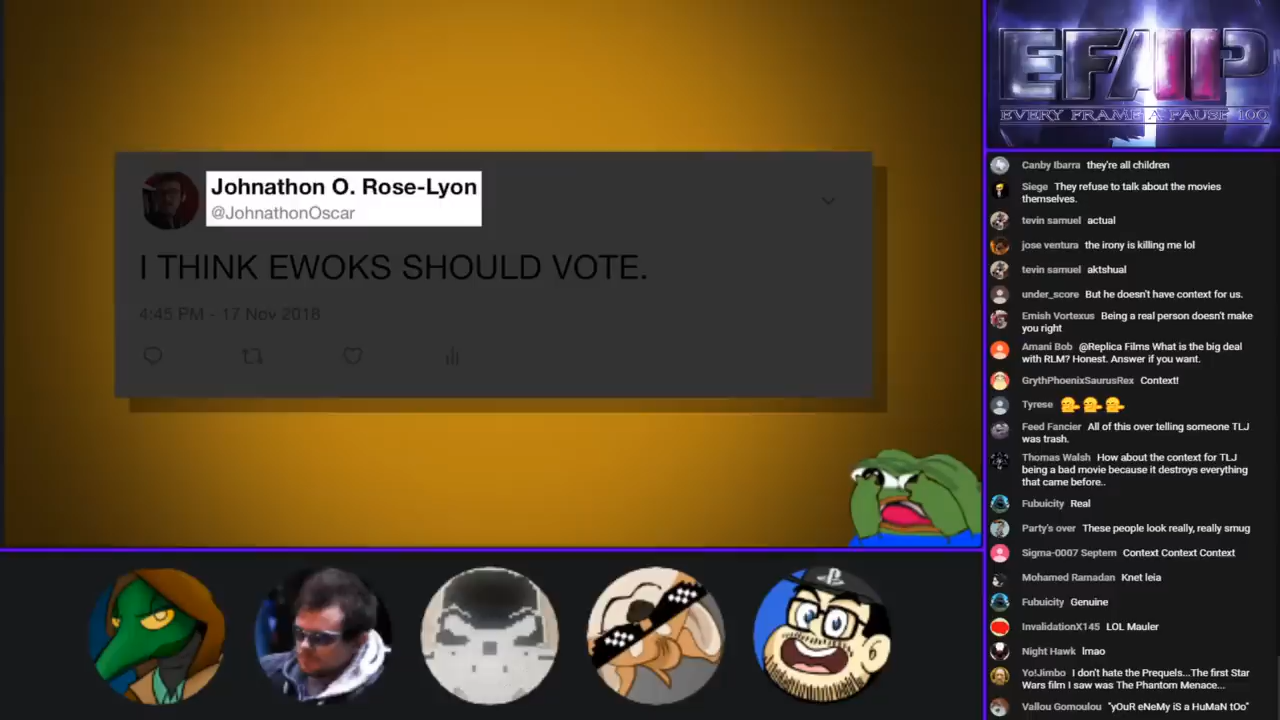 Johnathon O. Rose-Lyon
@JohnathonOscar
I THINK EWOKS SHOULD VOTE.
4:45 PM - 17 Nov 2018
EFAP
EVERY FRAME A PAUSE 100
Canby Ibarra they're all children
Siege They refuse to talk about the movies
themselves.
tevin samuel actual
jose ventura the irony is killing me lol
tevin samuel aktshual
under_score But he doesn't have context for us.
Emish Vortexus Being a real person doesn't make
you right
Amani Bob @Replica Films What is the big deal
with RLM? Honest. Answer if you want.
GrythPhoenixSaurusRex Context!
Tyrese
Feed Fancier All of this over telling someone TLJ
was trash.
Thomas Walsh How about the context for TLJ
being a bad movie because it destroys everything
that came before..
Fubuicity Real
Party's over These people look really, really smug
Sigma-0007 Septem Context Context Context
Mohamed Ramadan Knet leia
Fubuicity Genuine
InvalidationX145 LOL Mauler
Night Hawk lmao
Yo!Jimbo I don't hate the Prequels...The first Star
Wars film I saw was The Phantom Menace...
Vallou Gomoulou "yOuR eNeMy iS a HuMaN tOo"